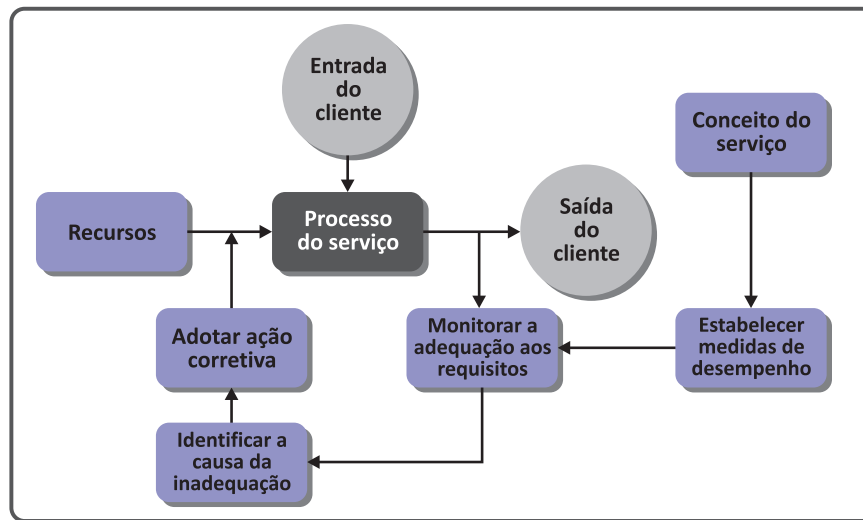 Entrada
do
cliente
Conceito do
serviço
Recursos
Processo
do serviço
Saída
do
cliente
Adotar ação
corretiva
Monitorar a
adequação aos
requisitos
Estabelecer
medidas de
desempenho
Identificar a
causa da
inadequação